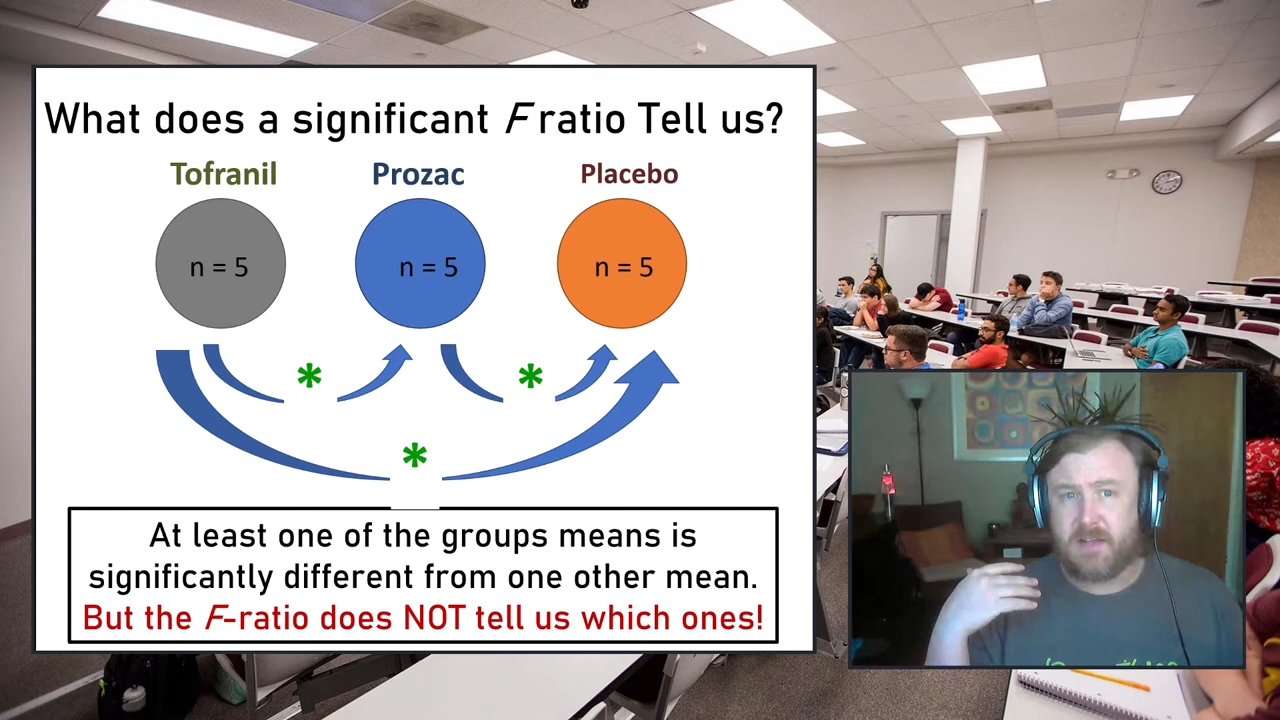 What does a significant F ratio Tell us?
Tofranil Prozac Placebo
n = 5 n = 5 n = 5
* *
*
At least one of the groups means is
significantly different from one other mean.
But the F-ratio does NOT tell us which ones!